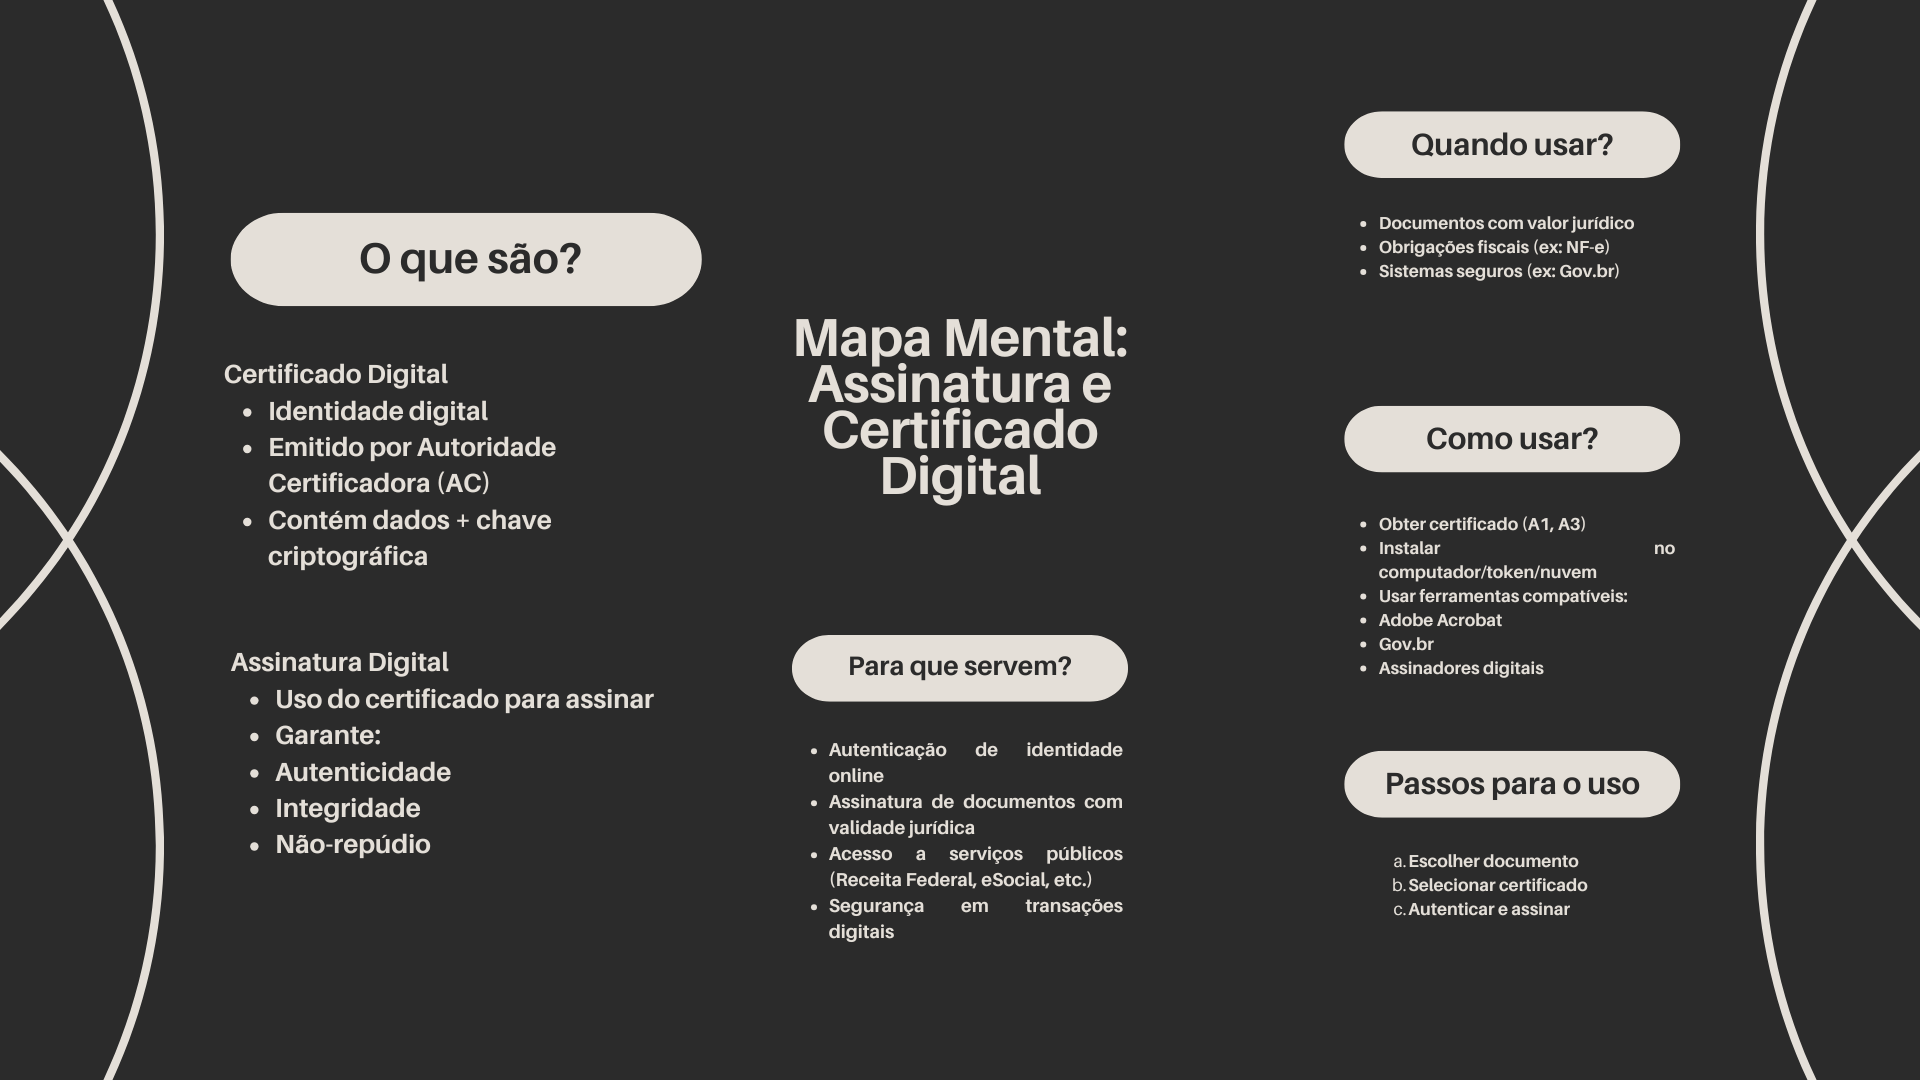 O que são?
Certificado Digital
• Identidade digital
• Emitido por Autoridade
Certificadora (AC)
• Contém dados + chave
criptográfica
Assinatura Digital
• Uso do certificado para assinar
• Garante:
• Autenticidade
• Integridade
• Não-repúdio
Mapa Mental:
Assinatura e
Certificado
Digital
Para que servem?
• Autenticação de identidade
online
• Assinatura de documentos com
validade jurídica
• Acesso a serviços públicos
(Receita Federal, eSocial, etc.)
• Segurança em transações
digitais
Quando usar?
• Documentos com valor jurídico
• Obrigações fiscais (ex: NF-e)
• Sistemas seguros (ex: Gov.br)
Como usar?
• Obter certificado (A1, A3)
• Instalar no
computador/token/nuvem
• Usar ferramentas compatíveis:
• Adobe Acrobat
• Gov.br
• Assinadores digitais
Passos para o uso
a. Escolher documento
b. Selecionar certificado
c. Autenticar e assinar